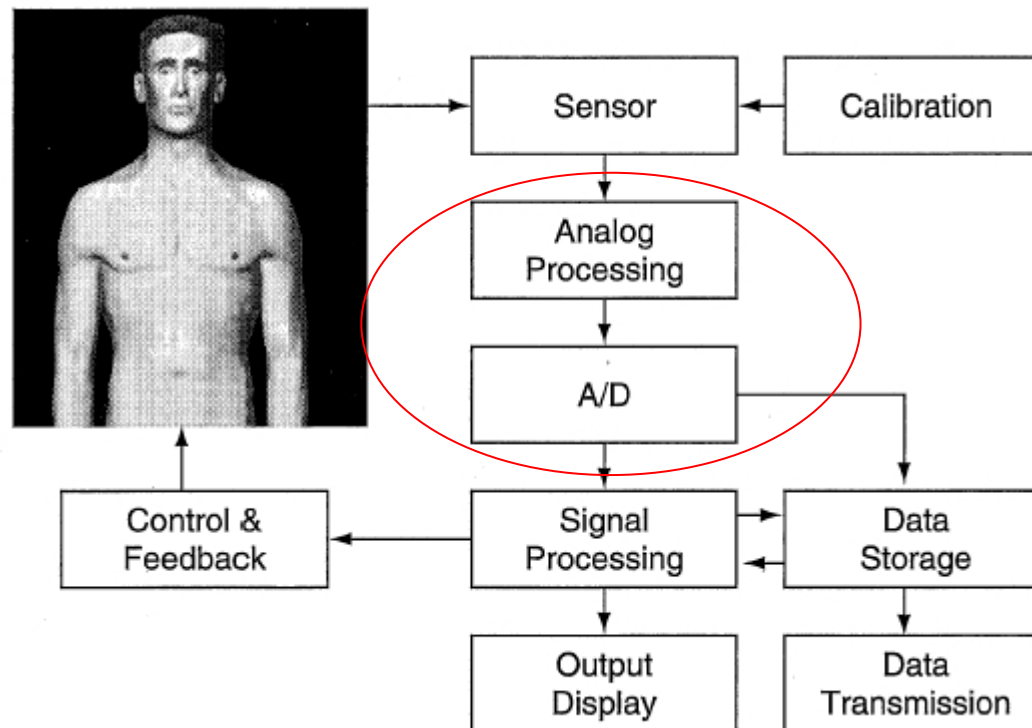 Sensor
Calibration
Analog
Processing
A/D
Control &
Feedback
Signal
Processing
Data
Storage
Output
Display
Data
Transmission